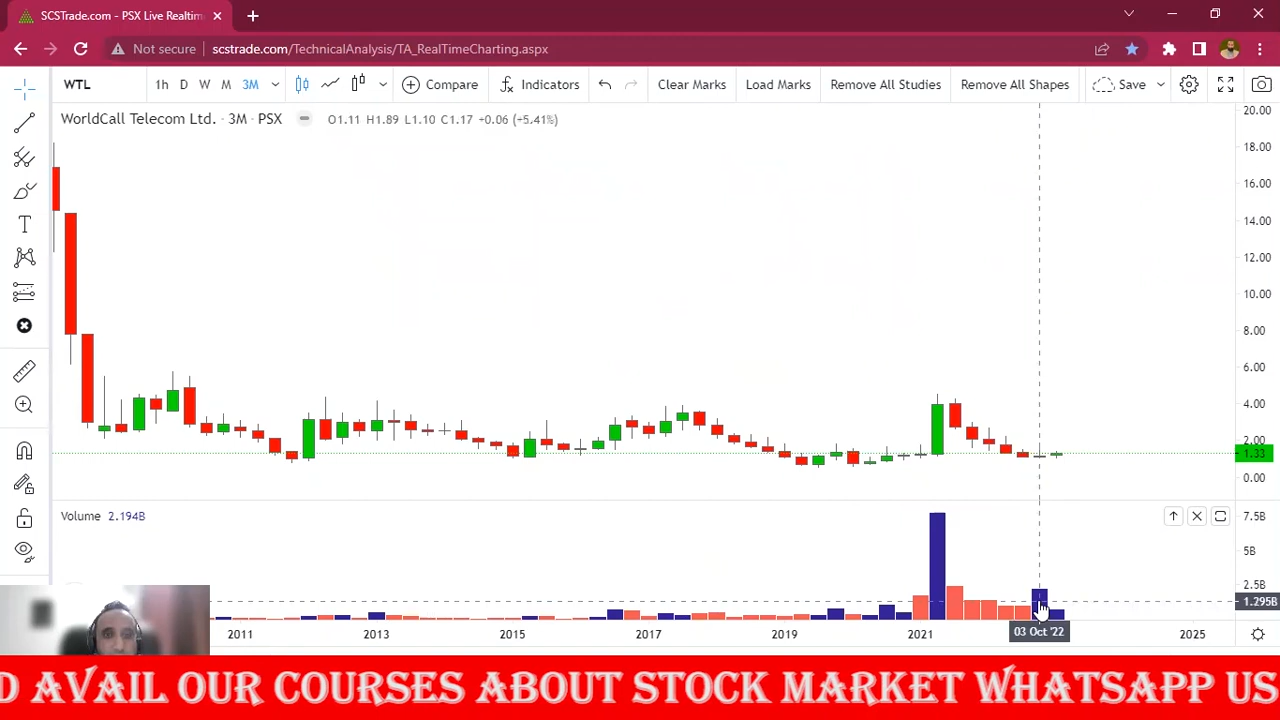 SCSTrade.com - PSX Live Realtim
Not secure scstrade.com/TechnicalAnalysis/TA_RealTimeCharting.aspx
WTL 1h D W M 3M Compare Indicators Clear Marks Load Marks Remove All Studies Remove All Shapes Save
WorldCall Telecom Ltd. · 3M · PSX O1.11 H1.89 L1.10 C1.17 +0.06 (+5.41%)
20.00
18.00
16.00
14.00
12.00
10.00
8.00
6.00
4.00
2.00
1.33
0.00
Volume 2.194B
7.5B
5B
2.5B
1.295B
2011 2013 2015 2017 2019 2021 03 Oct '22 2025
D AVAIL OUR COURSES ABOUT STOCK MARKET WHATSAPP US